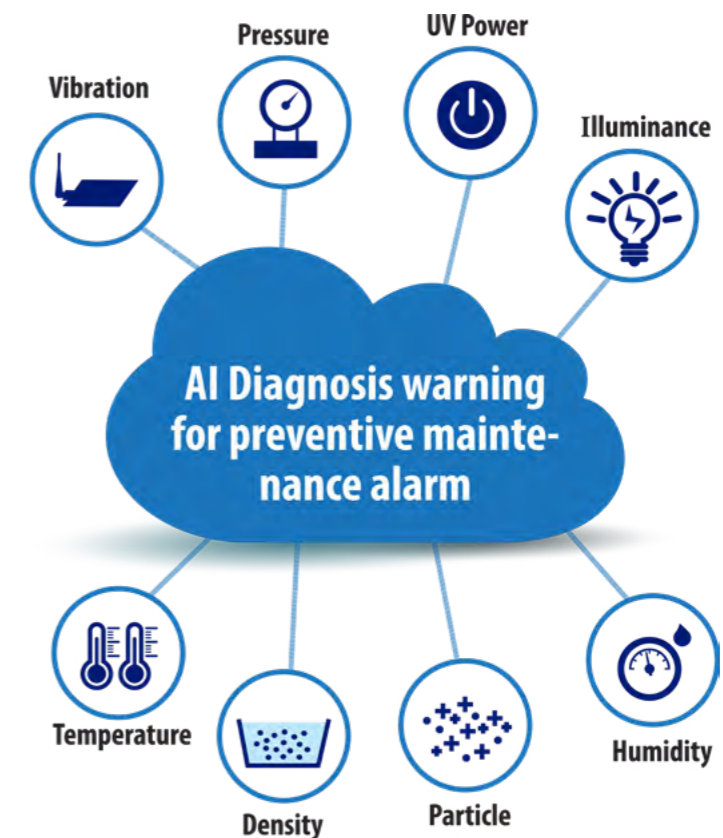 UV Power
Pressure
Vibration
Illuminance
AI Diagnosis warning
for preventive mainte-
nance alarm
Temperature
Humidity
Particle
Density